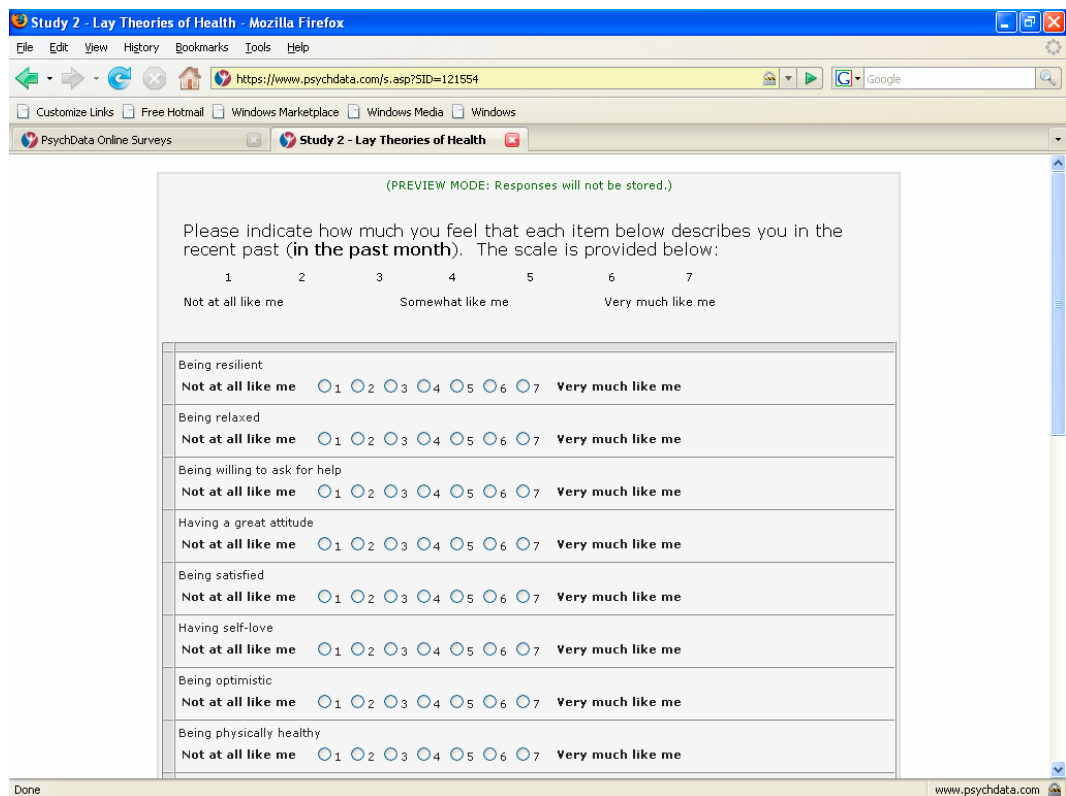 Study 2 - Lay Theories of Health - Mozilla Firefox
File Edit View History Bookmarks Tools Help
https://www.psychdata.com/s.asp?SID=121554 G Google
Customize Links Free Hotmail Windows Marketplace Windows Media Windows
PsychData Online Surveys Study 2 - Lay Theories of Health
(PREVIEW MODE: Responses will not be stored.)
Please indicate how much you feel that each item below describes you in the
recent past (in the past month). The scale is provided below:
1 2 3 4 5 6 7
Not at all like me Somewhat like me Very much like me
Being resilient
Not at all like me 1 2 3 4 5 6 7 Very much like me
Being relaxed
Not at all like me 1 2 3 4 5 6 7 Very much like me
Being willing to ask for help
Not at all like me 1 2 3 4 5 6 7 Very much like me
Having a great attitude
Not at all like me 1 2 3 4 5 6 7 Very much like me
Being satisfied
Not at all like me 1 2 3 4 5 6 7 Very much like me
Having self-love
Not at all like me 1 2 3 4 5 6 7 Very much like me
Being optimistic
Not at all like me 1 2 3 4 5 6 7 Very much like me
Being physically healthy
Not at all like me 1 2 3 4 5 6 7 Very much like me
Done www.psychdata.com